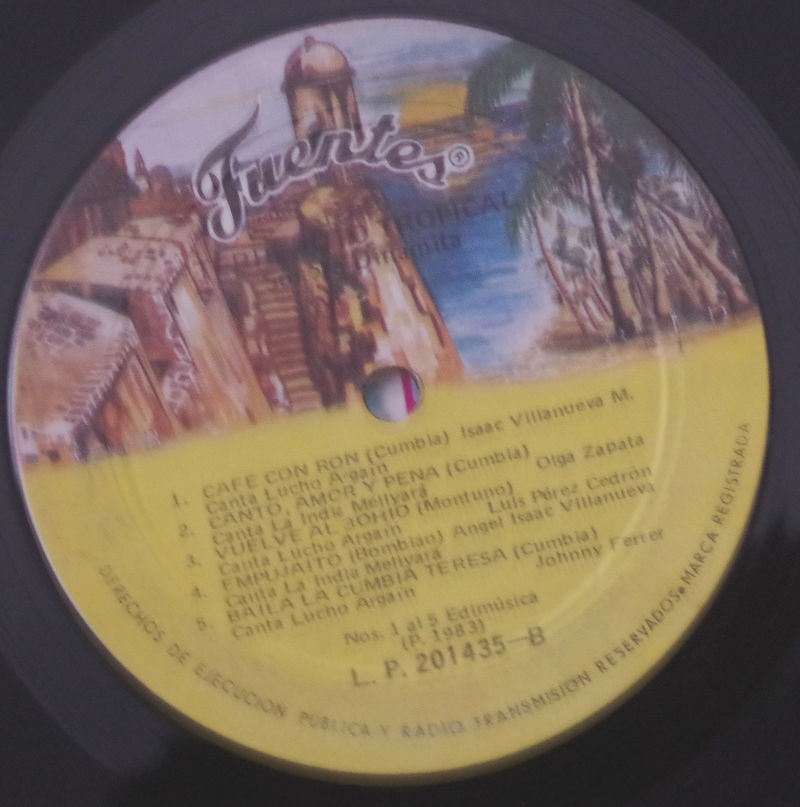 Fuentes ®
TROPICAL
Dinamita
1. CAFE CON RON (Cumbia) Isaac Villanueva M.
Canta Lucho Argain
2. CANTO, AMOR Y PENA (Cumbia)
Canta La India Meliyará Olga Zapata
3. VUELVE AL JOHIO (Montuno)
Canta Lucho Argain Luis Pérez Cedrón
4. EMPUJAITO (Bombiao) Angel Isaac Villanueva
Canta La India Meliyara
5. BAILA LA CUMBIA TERESA (Cumbia)
Canta Lucho Argaín Johnny Ferrer
Nos. 1 al 5 Edimúsica
(P. 1983)
L. P. 201435—B
DERECHOS DE EJECUCION PUBLICA Y RADIO TRANSMISION RESERVADOS•MARCA REGISTRADA